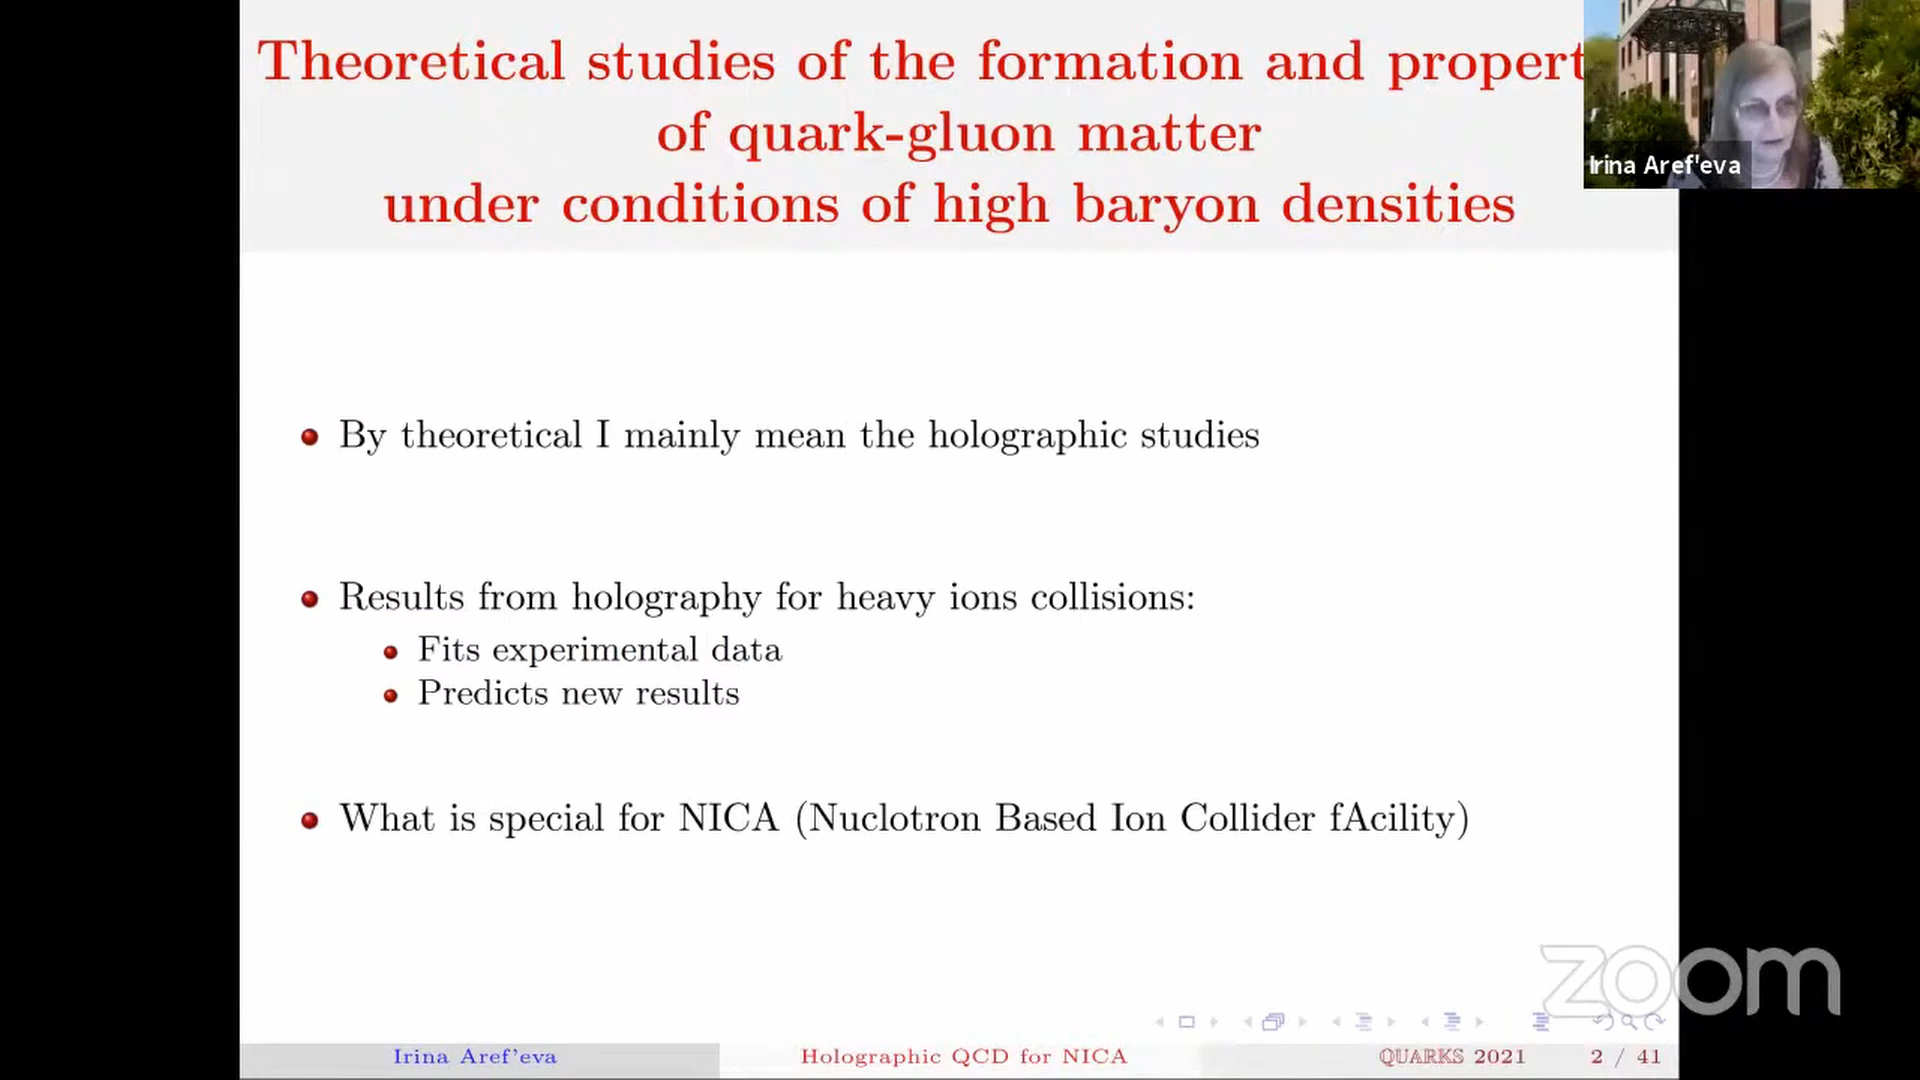 Theoretical studies of the formation and propert
of quark-gluon matter
under conditions of high baryon densities
Irina Aref'eva
By theoretical I mainly mean the holographic studies
Results from holography for heavy ions collisions:
Fits experimental data
Predicts new results
What is special for NICA (Nuclotron Based Ion Collider fAcility)
zoom
Irina Aref'eva
Holographic QCD for NICA
QUARKS 2021
2 / 41